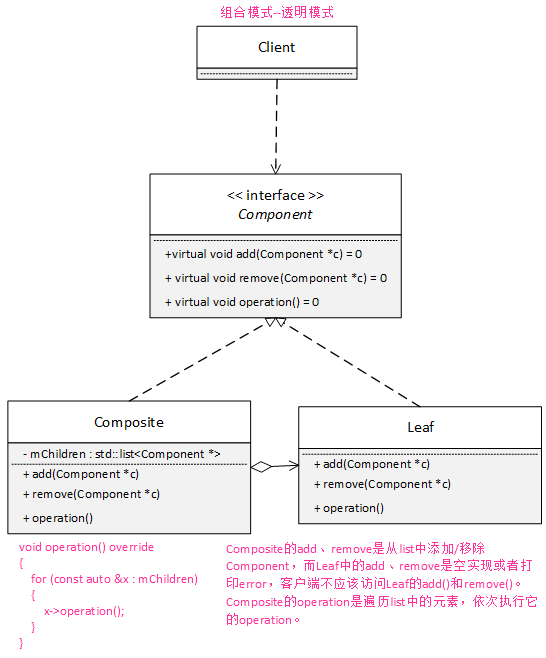 组合模式--透明模式
Client
<< interface >>
Component
+virtual void add(Component *c) = 0
+ virtual void remove(Component *c) = 0
+ virtual void operation() = 0
Composite
- mChildren : std::list<Component *>
+ add(Component *c)
+ remove(Component *c)
+ operation()
Leaf
+ add(Component *c)
+ remove(Component *c)
+ operation()
void operation() override
{
for (const auto &x : mChildren)
{
x->operation();
}
}
Composite的add、remove是从list中添加/移除
Component，而Leaf中的add、remove是空实现或者打
印error，客户端不应该访问Leaf的add()和remove()。
Composite的operation是遍历list中的元素，依次执行它
的operation。